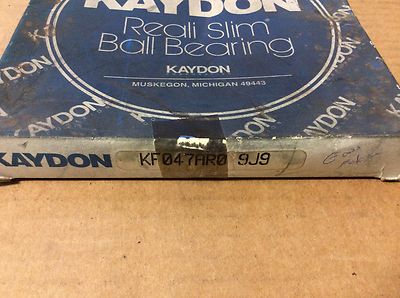 KAYDON
Reali Slim®
Ball Bearing
KAYDON
MUSKEGON, MICHIGAN 49443
KAYDON
KAYDON
KAYDON
KF047AR0 9J9